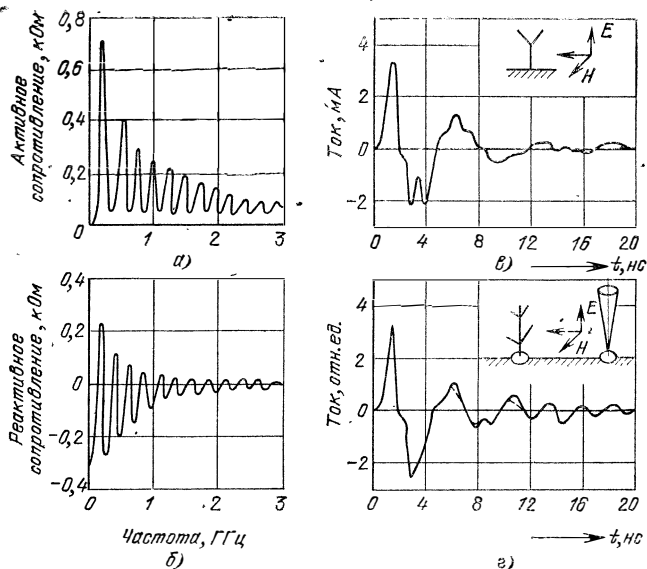 Активное
сопротивление, кОм
0,8
0,6
0,4
0,2
0
1
2
3
а)
Ток, мА
4
2
0
-2
0
4
8
12
16
20
E
H
в)
t, нс
Реактивное
сопротивление, кОм
0,4
0,2
0
-0,2
-0,4
0
1
2
3
Частота, ГГц
б)
Ток, отн.ед.
4
2
0
-2
0
4
8
12
16
20
E
H
t, нс
г)